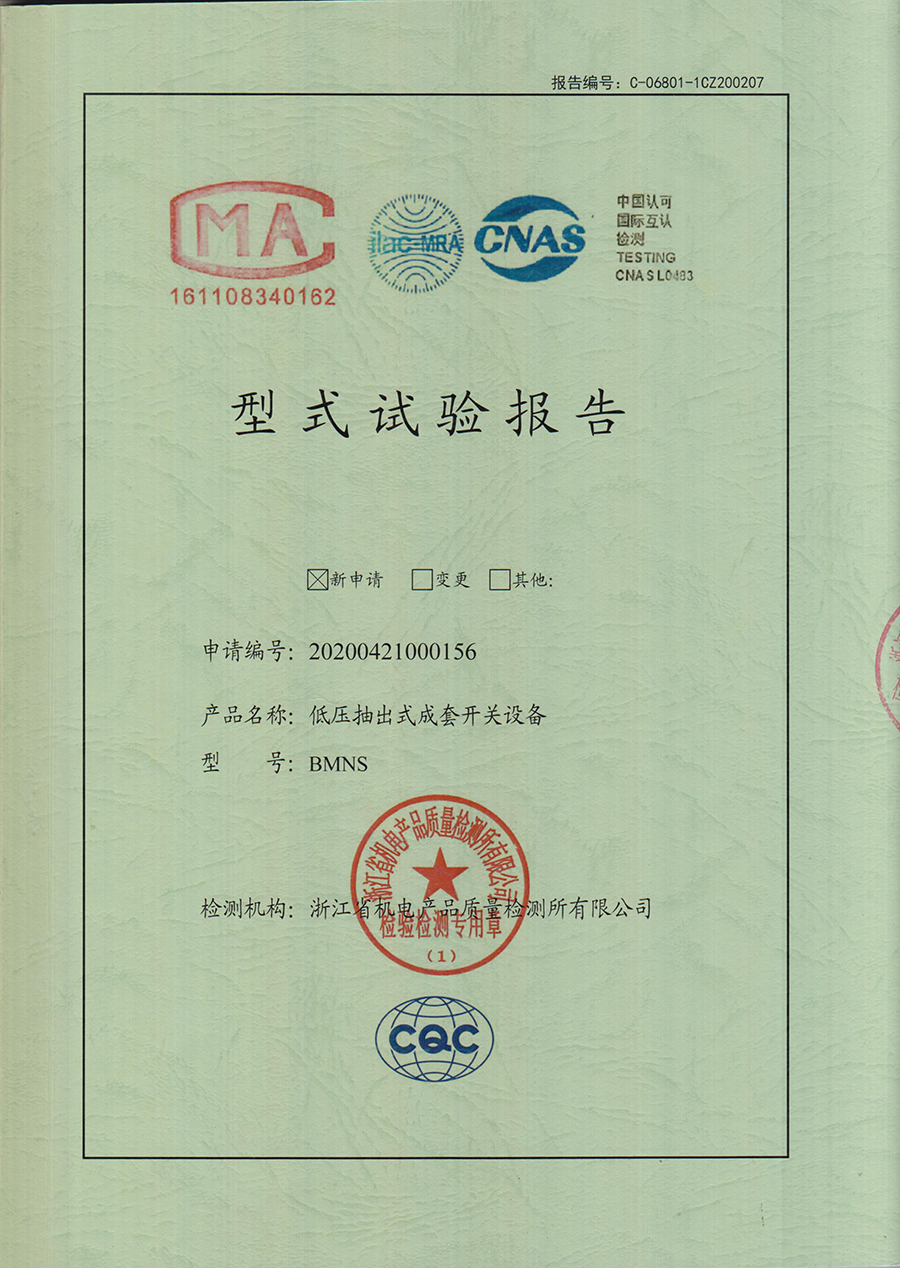 报告编号：C-06801-1CZ200207
CMA
161108340162
ilac-MRA
CNAS
中国认可
国际互认
检测
TESTING
CNAS L0483
型式试验报告
☒新申请 □变更 □其他:
申请编号：20200421000156
产品名称：低压抽出式成套开关设备
型 号：BMNS
浙江省机电产品质量检测所有限公司
检测机构：浙江省机电产品质量检测所有限公司
检验检测专用章
(1)
CQC